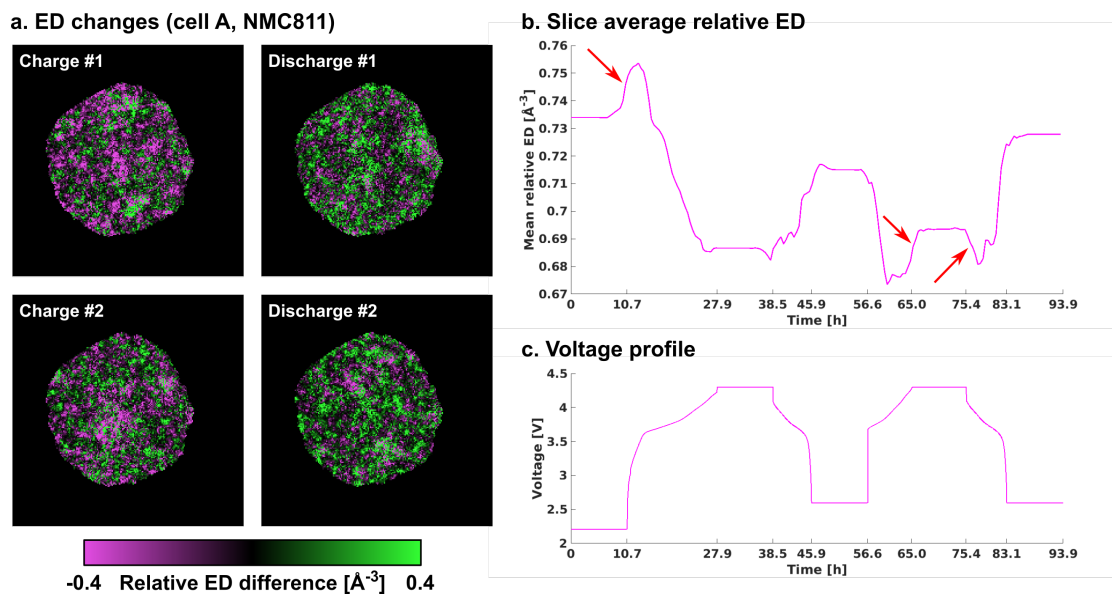 a. ED changes (cell A, NMC811)
Charge #1
Discharge #1
Charge #2
Discharge #2
-0.4 Relative ED difference [Å⁻³] 0.4
b. Slice average relative ED
Mean relative ED [Å⁻³]
0.76
0.75
0.74
0.73
0.72
0.71
0.7
0.69
0.68
0.67
0 10.7 27.9 38.5 45.9 56.6 65.0 75.4 83.1 93.9
Time [h]
c. Voltage profile
Voltage [V]
4.5
4
3.5
3
2.5
2
0 10.7 27.9 38.5 45.9 56.6 65.0 75.4 83.1 93.9
Time [h]